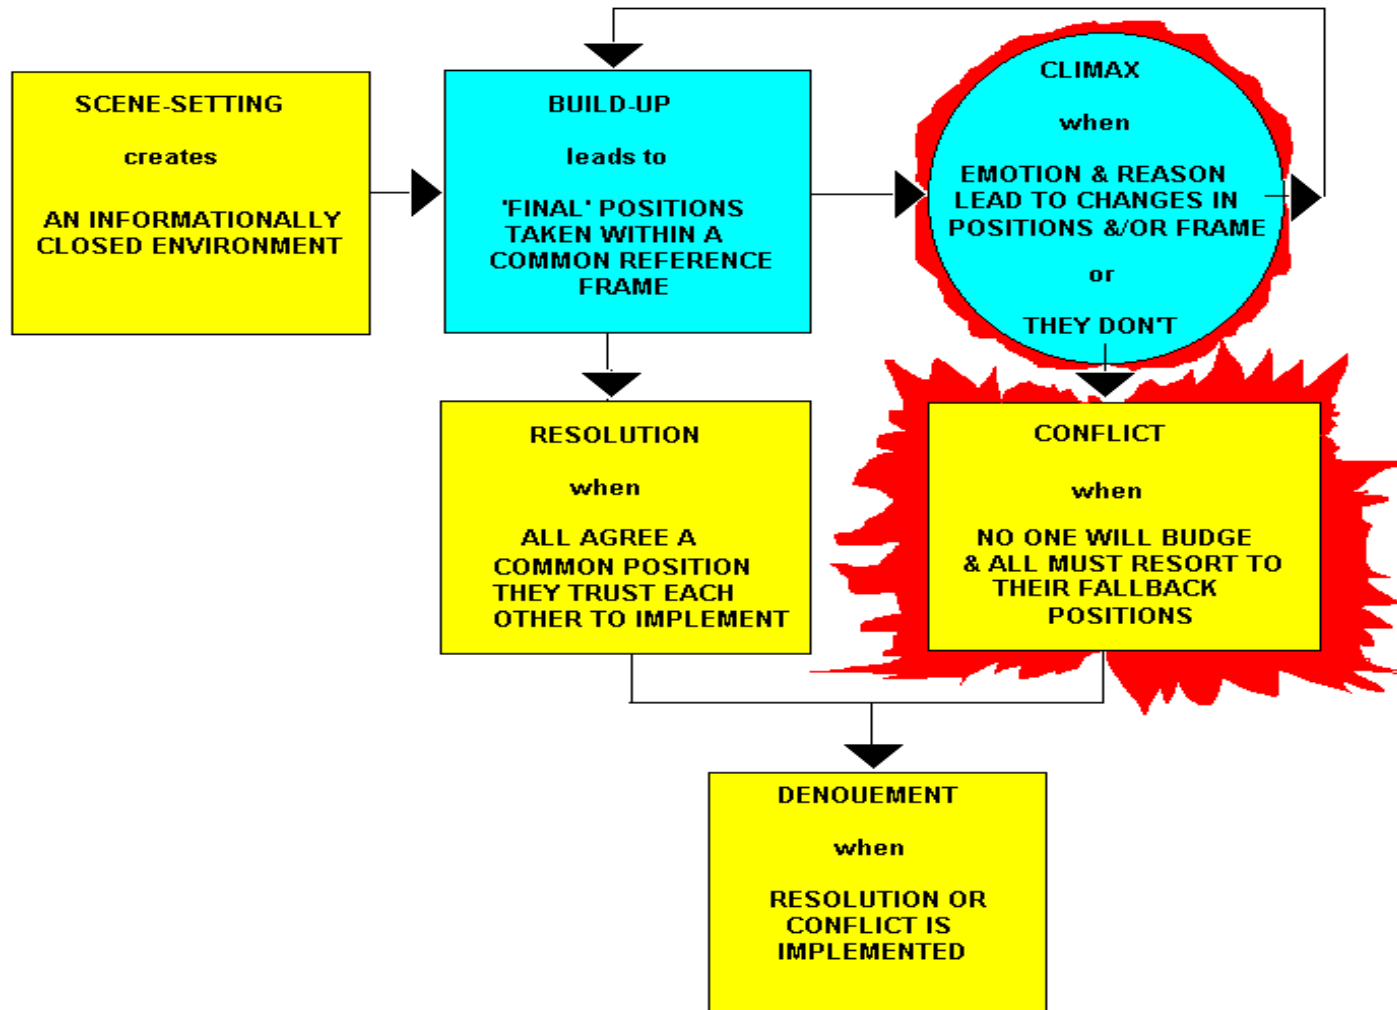 SCENE-SETTING
creates
AN INFORMATIONALLY
CLOSED ENVIRONMENT
BUILD-UP
leads to
'FINAL' POSITIONS
TAKEN WITHIN A
COMMON REFERENCE
FRAME
CLIMAX
when
EMOTION & REASON
LEAD TO CHANGES IN
POSITIONS &/OR FRAME
or
THEY DON'T
RESOLUTION
when
ALL AGREE A
COMMON POSITION
THEY TRUST EACH
OTHER TO IMPLEMENT
CONFLICT
when
NO ONE WILL BUDGE
& ALL MUST RESORT TO
THEIR FALLBACK
POSITIONS
DENOUEMENT
when
RESOLUTION OR
CONFLICT IS
IMPLEMENTED